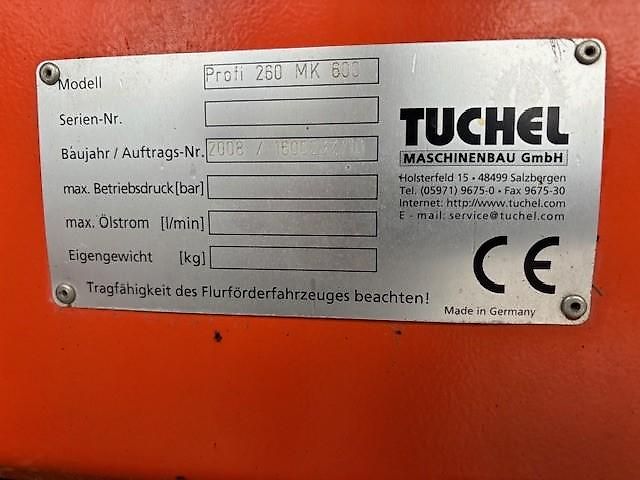 Modell Profi 260 MK 600
Serien-Nr.
Baujahr / Auftrags-Nr. 2008 /
max. Betriebsdruck [bar]
max. Ölstrom [l/min]
Eigengewicht [kg]
Tragfähigkeit des Flurförderfahrzeuges beachten!
TUCHEL
MASCHINENBAU GmbH
Holsterfeld 15 • 48499 Salzbergen
Tel. (05971) 9675-0 • Fax 9675-30
Internet: http://www.tuchel.com
E - mail: service@tuchel.com
CE
Made in Germany